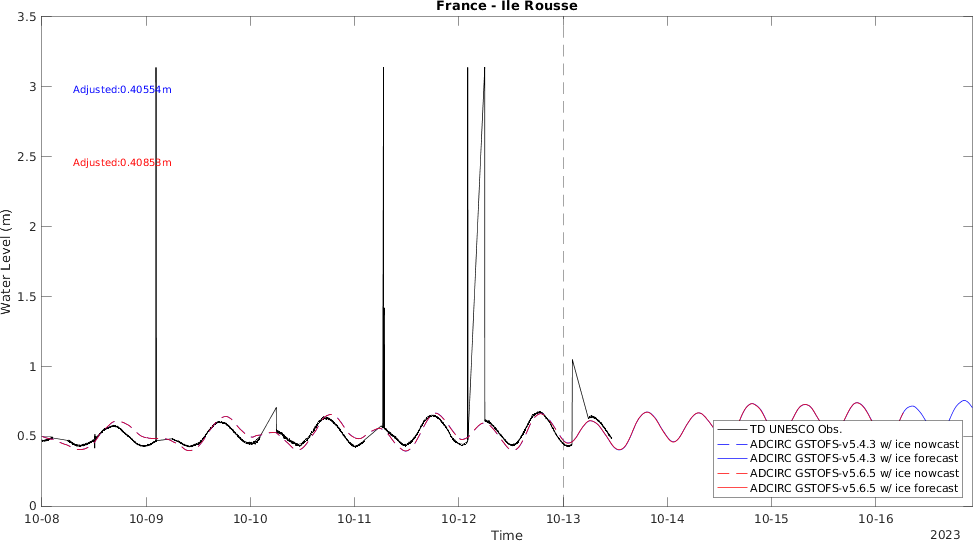 France - Ile Rousse
3.5
3
2.5
2
1.5
1
0.5
0
Water Level (m)
Adjusted:0.40554m
Adjusted:0.40853m
TD UNESCO Obs.
ADCIRC GSTOFS-v5.4.3 w/ ice nowcast
ADCIRC GSTOFS-v5.4.3 w/ ice forecast
ADCIRC GSTOFS-v5.6.5 w/ ice nowcast
ADCIRC GSTOFS-v5.6.5 w/ ice forecast
10-08 10-09 10-10 10-11 10-12 10-13 10-14 10-15 10-16
Time
2023